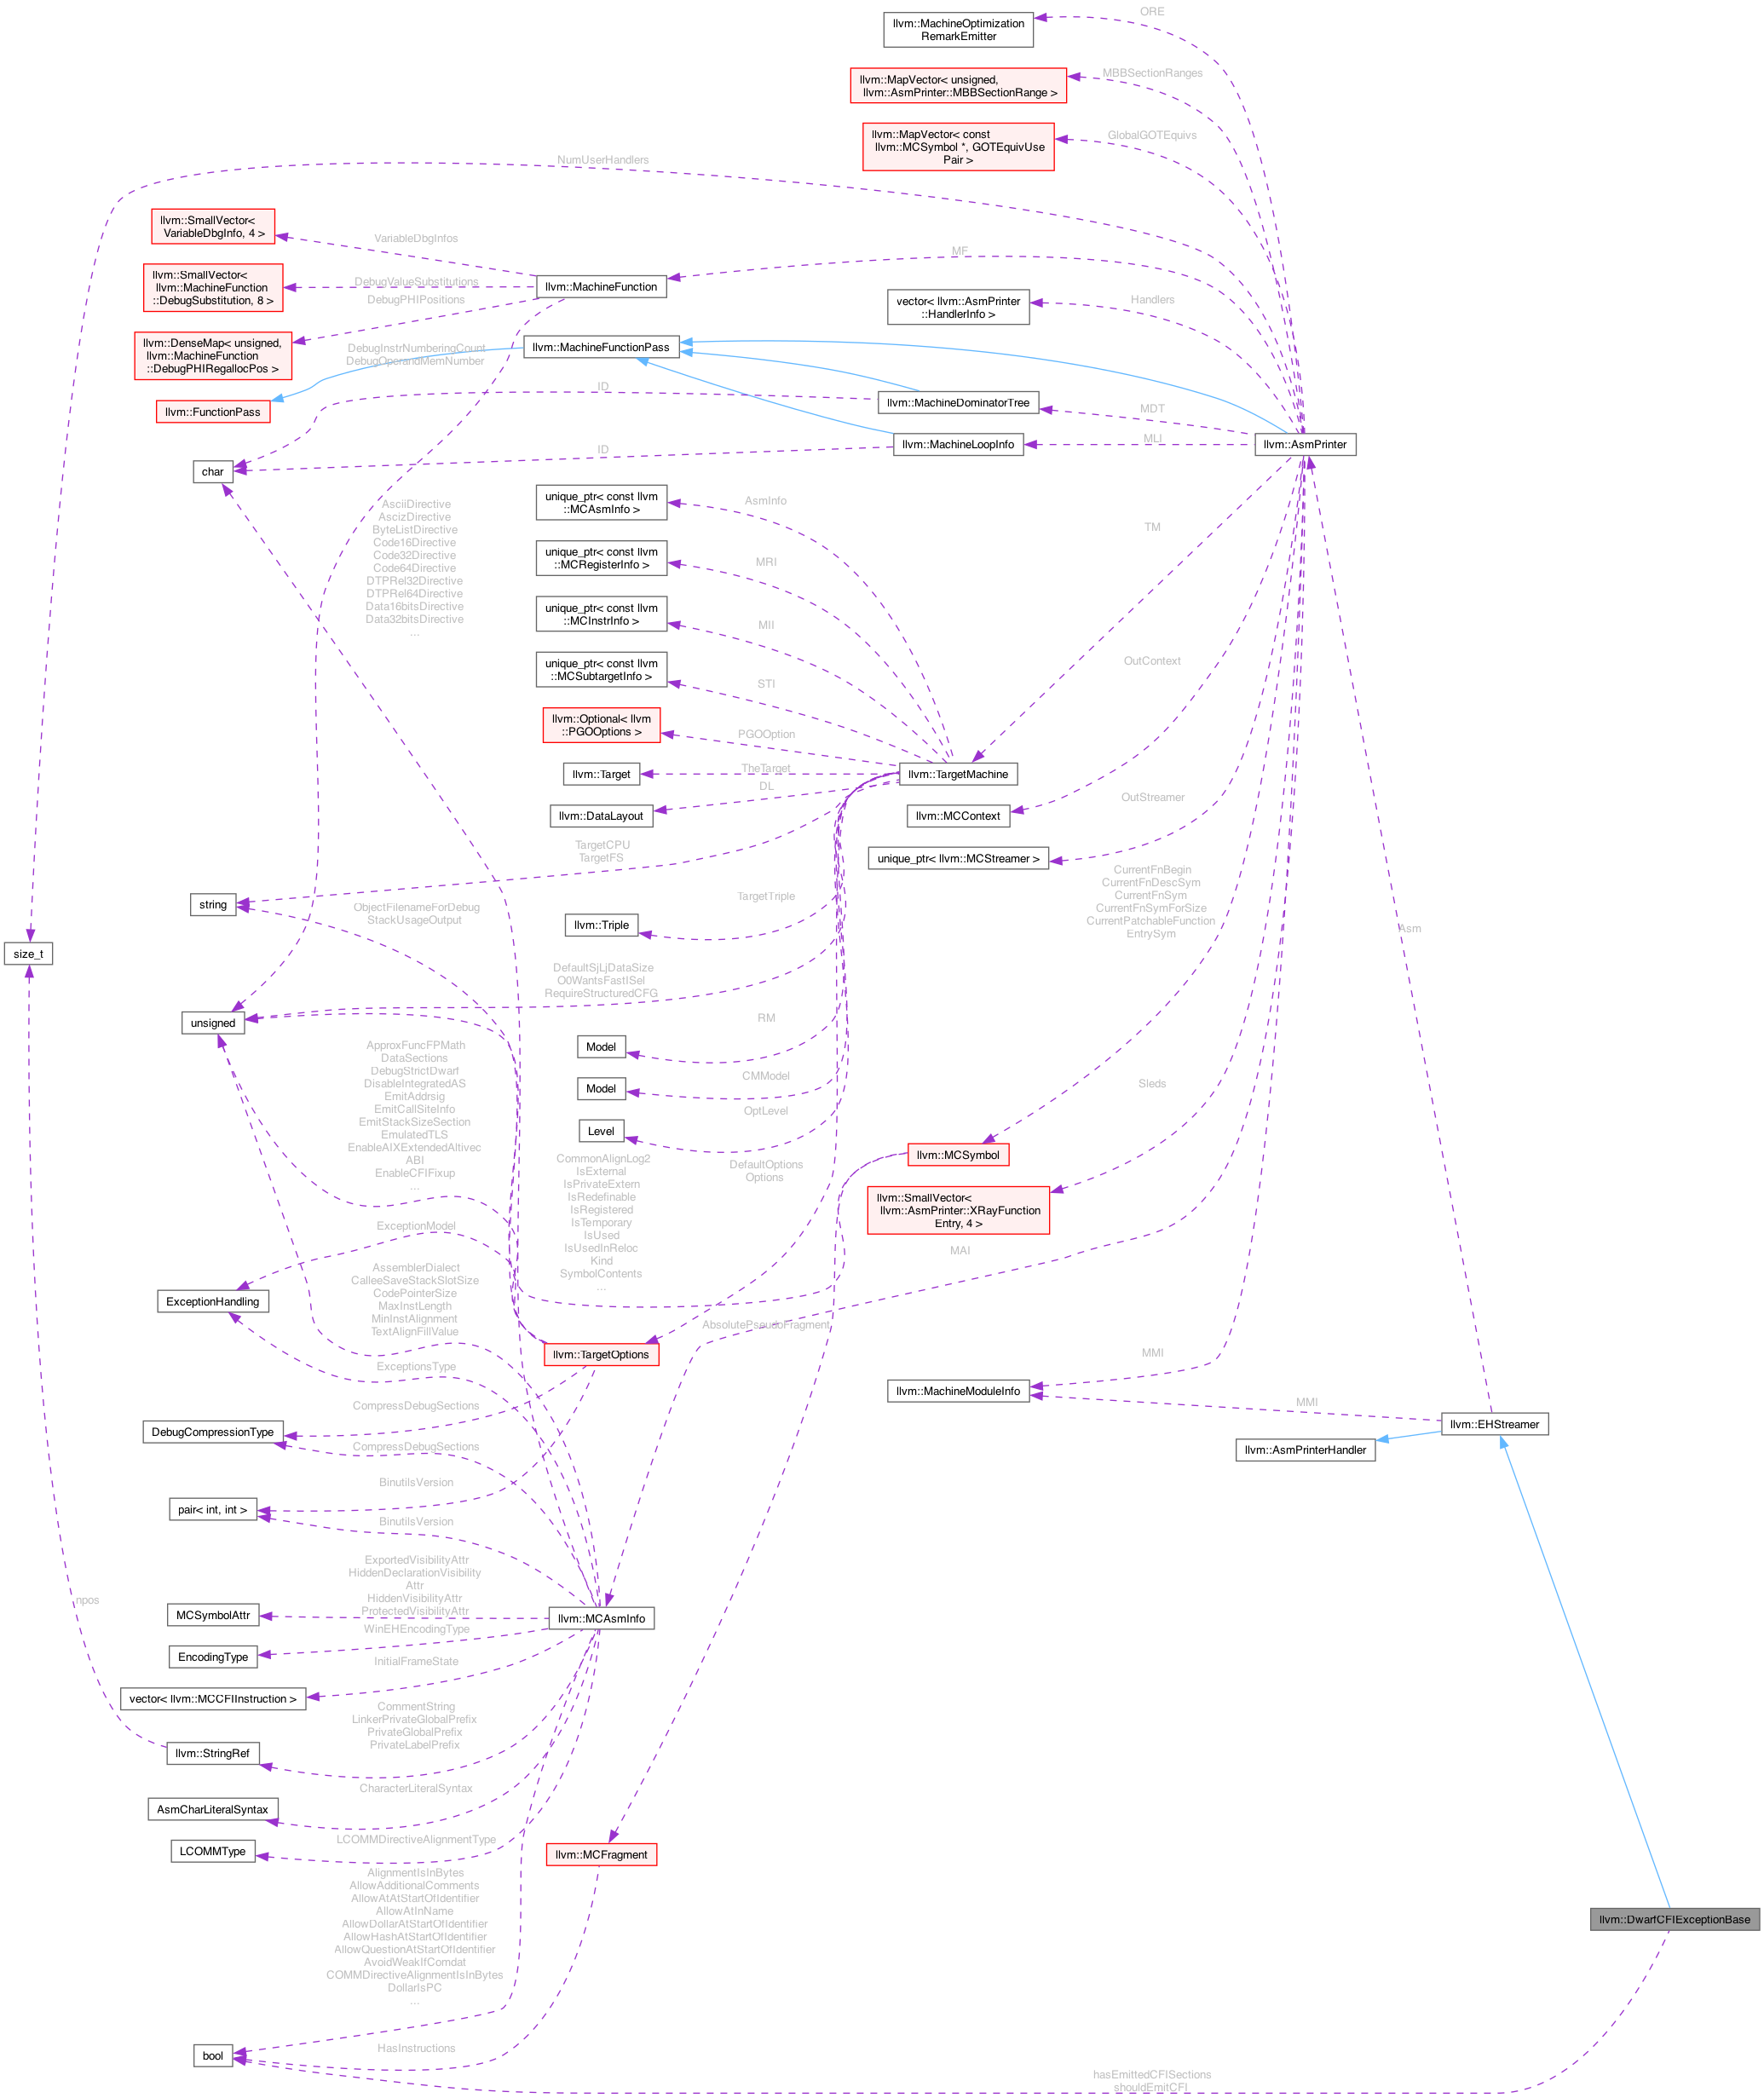 ORE
llvm::MachineOptimization
RemarkEmitter
MBBSectionRanges
llvm::MapVector< unsigned,
llvm::AsmPrinter::MBBSectionRange >
GlobalGOTEquivs
llvm::MapVector< const
llvm::MCSymbol *, GOTEquivUse
Pair >
NumUserHandlers
llvm::SmallVector<
VariableDbgInfo, 4 >
VariableDbgInfos
MF
llvm::SmallVector<
llvm::MachineFunction
::DebugSubstitution, 8 >
DebugValueSubstitutions
llvm::MachineFunction
DebugPHIPositions
vector< llvm::AsmPrinter
::HandlerInfo >
Handlers
llvm::DenseMap< unsigned,
llvm::MachineFunction
::DebugPHIRegallocPos >
DebugInstrNumberingCount
DebugOperandMemNumber
llvm::MachineFunctionPass
ID
llvm::MachineDominatorTree
MDT
llvm::FunctionPass
llvm::MachineLoopInfo
MLI
llvm::AsmPrinter
ID
char
AsciiDirective
AscizDirective
ByteListDirective
Code16Directive
Code32Directive
Code64Directive
DTPRel32Directive
DTPRel64Directive
Data16bitsDirective
Data32bitsDirective
...
unique_ptr< const llvm
::MCAsmInfo >
AsmInfo
TM
unique_ptr< const llvm
::MCRegisterInfo >
MRI
unique_ptr< const llvm
::MCInstrInfo >
MII
unique_ptr< const llvm
::MCSubtargetInfo >
STI
OutContext
llvm::Optional< llvm
::PGOOptions >
PGOOption
llvm::Target
TheTarget
llvm::TargetMachine
DL
llvm::DataLayout
OutStreamer
llvm::MCContext
TargetCPU
TargetFS
unique_ptr< llvm::MCStreamer >
CurrentFnBegin
CurrentFnDescSym
CurrentFnSym
CurrentFnSymForSize
CurrentPatchableFunction
EntrySym
string
ObjectFilenameForDebug
StackUsageOutput
TargetTriple
llvm::Triple
Asm
size_t
DefaultSjLjDataSize
O0WantsFastISel
RequireStructuredCFG
unsigned
RM
Model
ApproxFuncFPMath
DataSections
DebugStrictDwarf
DisableIntegratedAS
EmitAddrsig
EmitCallSiteInfo
EmitStackSizeSection
EmulatedTLS
EnableAIXExtendedAltivec
ABI
EnableCFIFixup
...
CMModel
Model
OptLevel
Level
Sleds
llvm::MCSymbol
CommonAlignLog2
IsExternal
IsPrivateExtern
IsRedefinable
IsRegistered
IsTemporary
IsUsed
IsUsedInReloc
Kind
SymbolContents
...
DefaultOptions
Options
llvm::SmallVector<
llvm::AsmPrinter::XRayFunction
Entry, 4 >
ExceptionModel
MAI
ExceptionHandling
AssemblerDialect
CalleeSaveStackSlotSize
CodePointerSize
MaxInstLength
MinInstAlignment
TextAlignFillValue
AbsolutePseudoFragment
llvm::TargetOptions
MMI
ExceptionsType
llvm::MachineModuleInfo
MMI
CompressDebugSections
llvm::EHStreamer
DebugCompressionType
CompressDebugSections
llvm::AsmPrinterHandler
BinutilsVersion
pair< int, int >
BinutilsVersion
ExportedVisibilityAttr
HiddenDeclarationVisibility
Attr
HiddenVisibilityAttr
ProtectedVisibilityAttr
npos
MCSymbolAttr
llvm::MCAsmInfo
WinEHEncodingType
EncodingType
InitialFrameState
vector< llvm::MCCFIInstruction >
CommentString
LinkerPrivateGlobalPrefix
PrivateGlobalPrefix
PrivateLabelPrefix
llvm::StringRef
CharacterLiteralSyntax
AsmCharLiteralSyntax
LCOMMDirectiveAlignmentType
LCOMMType
llvm::MCFragment
AlignmentIsInBytes
AllowAdditionalComments
AllowAtAtStartOfIdentifier
AllowAtInName
AllowDollarAtStartOfIdentifier
AllowHashAtStartOfIdentifier
AllowQuestionAtStartOfIdentifier
AvoidWeakIfComdat
COMMDirectiveAlignmentIsInBytes
DollarIsPC
...
llvm::DwarfCFIExceptionBase
HasInstructions
bool
hasEmittedCFISections
shouldEmitCFI